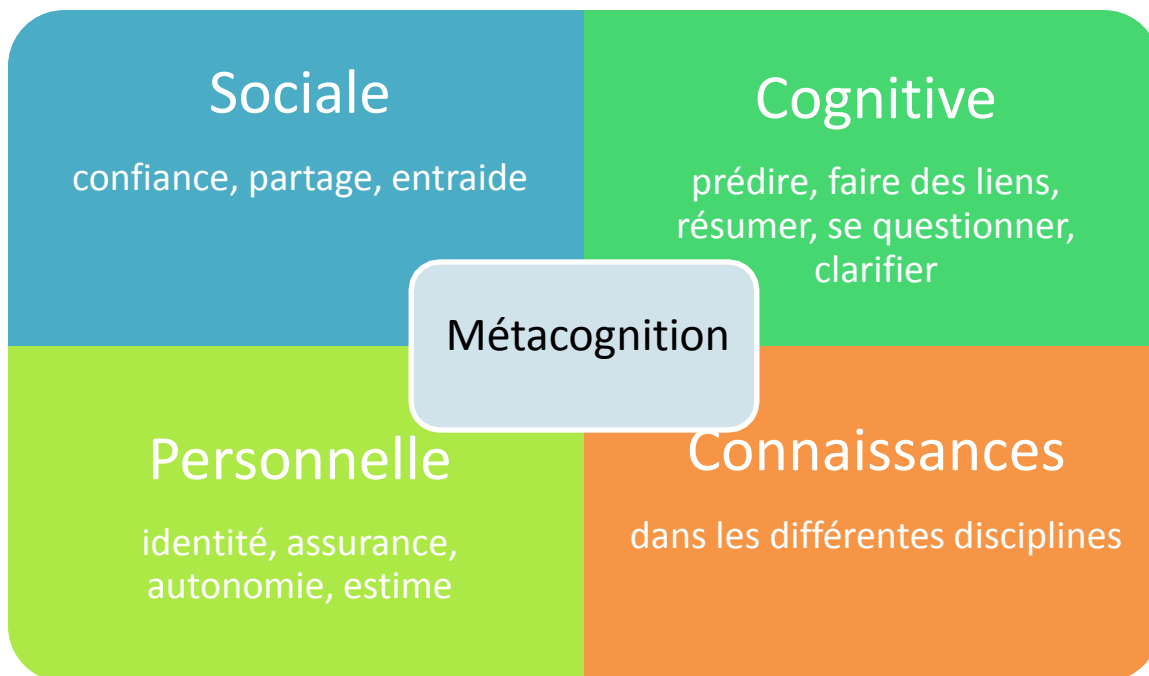 Sociale
confiance, partage, entraide
Cognitive
prédire, faire des liens,
résumer, se questionner,
clarifier
Métacognition
Personnelle
identité, assurance,
autonomie, estime
Connaissances
dans les différentes disciplines